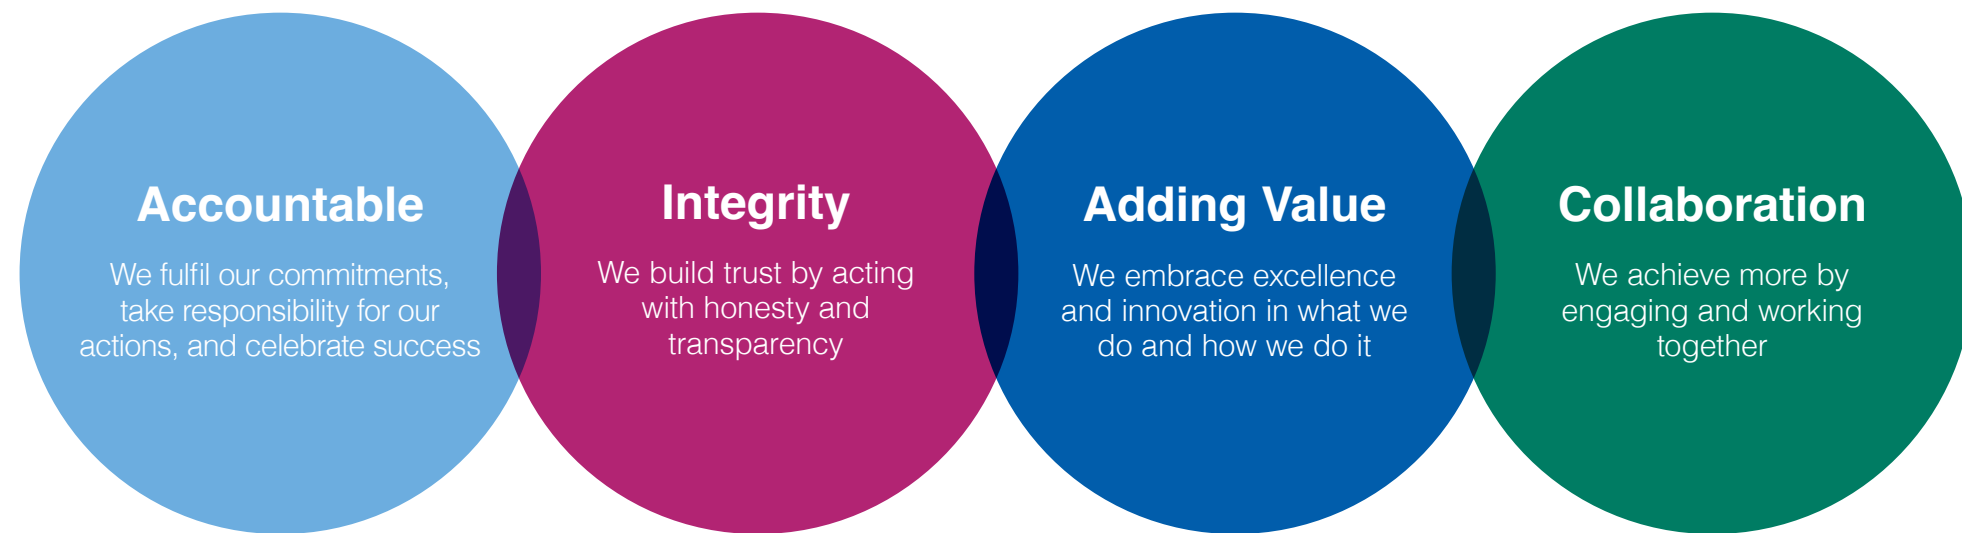 Accountable
We fulfil our commitments,
take responsibility for our
actions, and celebrate success
Integrity
We build trust by acting
with honesty and
transparency
Adding Value
We embrace excellence
and innovation in what we
do and how we do it
Collaboration
We achieve more by
engaging and working
together